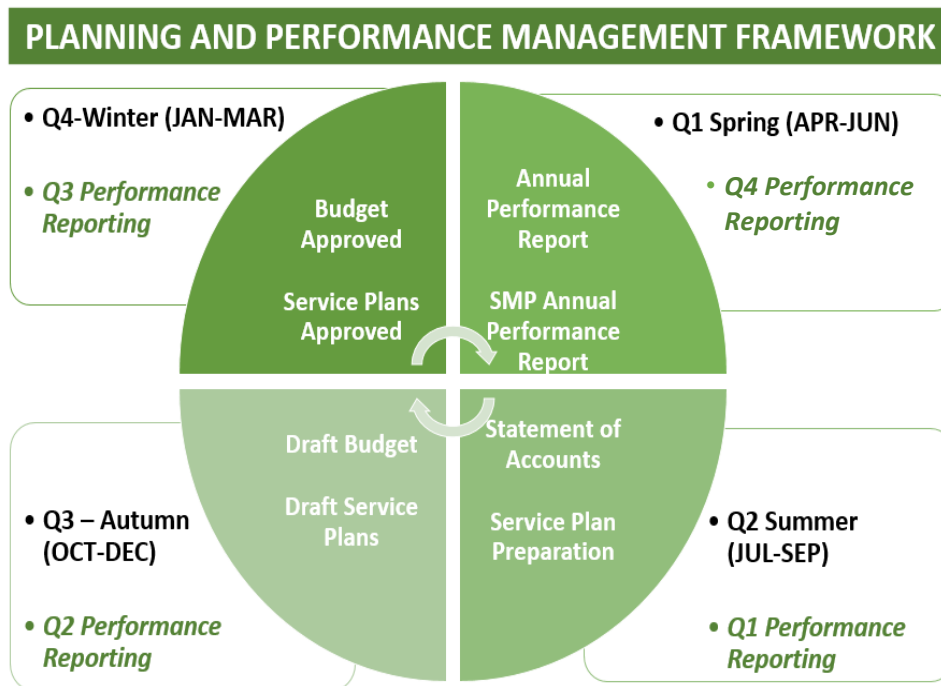 PLANNING AND PERFORMANCE MANAGEMENT FRAMEWORK
• Q4-Winter (JAN-MAR)
• Q3 Performance
Reporting
Budget
Approved
Service Plans
Approved
Annual
Performance
Report
SMP Annual
Performance
Report
• Q1 Spring (APR-JUN)
• Q4 Performance
Reporting
• Q3 – Autumn
(OCT-DEC)
• Q2 Performance
Reporting
Draft Budget
Draft Service
Plans
Statement of
Accounts
Service Plan
Preparation
• Q2 Summer
(JUL-SEP)
• Q1 Performance
Reporting